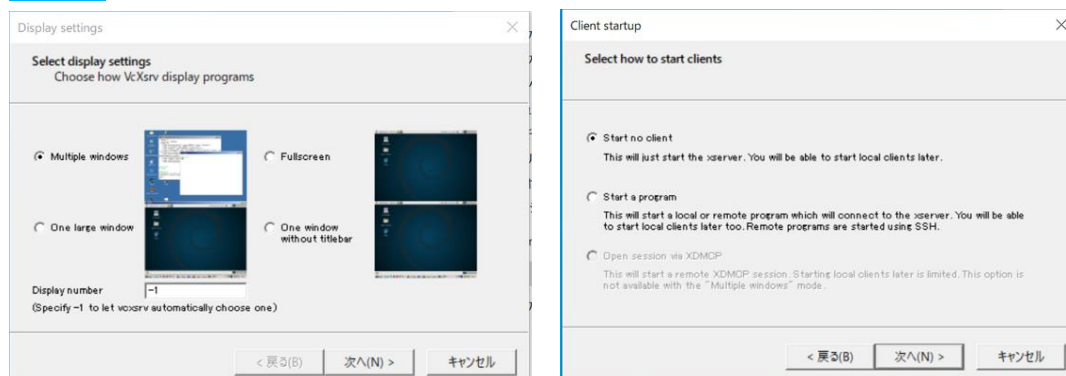 Display settings
Select display settings
Choose how VcXsrv display programs
Multiple windows
Fullscreen
One large window
One window
without titlebar
Display number
-1
(Specify -1 to let vcxsrv automatically choose one)
< 戻る(B)
次へ(N) >
キャンセル
Client startup
Select how to start clients
Start no client
This will just start the xserver. You will be able to start local clients later.
Start a program
This will start a local or remote program which will connect to the xserver. You will be able
to start local clients later too. Remote programs are started using SSH.
Open session via XDMCP
This will start a remote XDMCP session. Starting local clients later is limited. This option is
not available with the "Multiple windows" mode.
< 戻る(B)
次へ(N) >
キャンセル